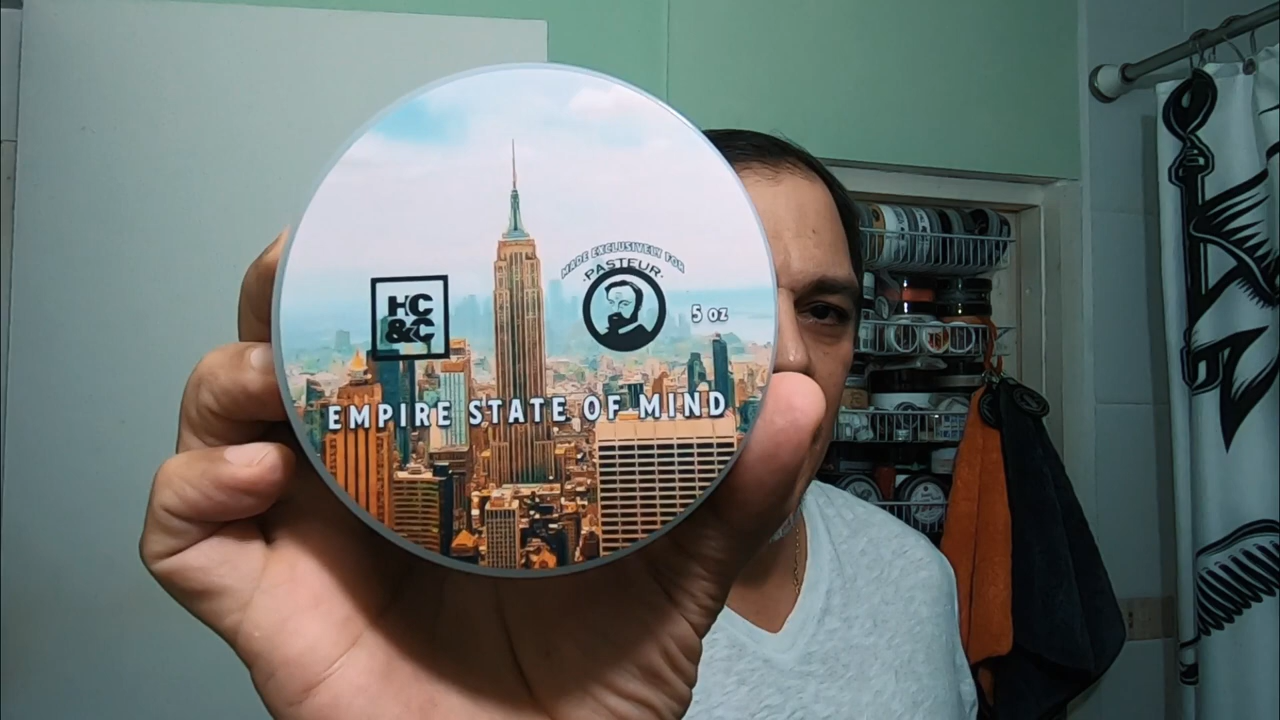 MADE EXCLUSIVELY FOR
· PASTEUR ·
HC
&C
5 oz
EMPIRE STATE OF MIND